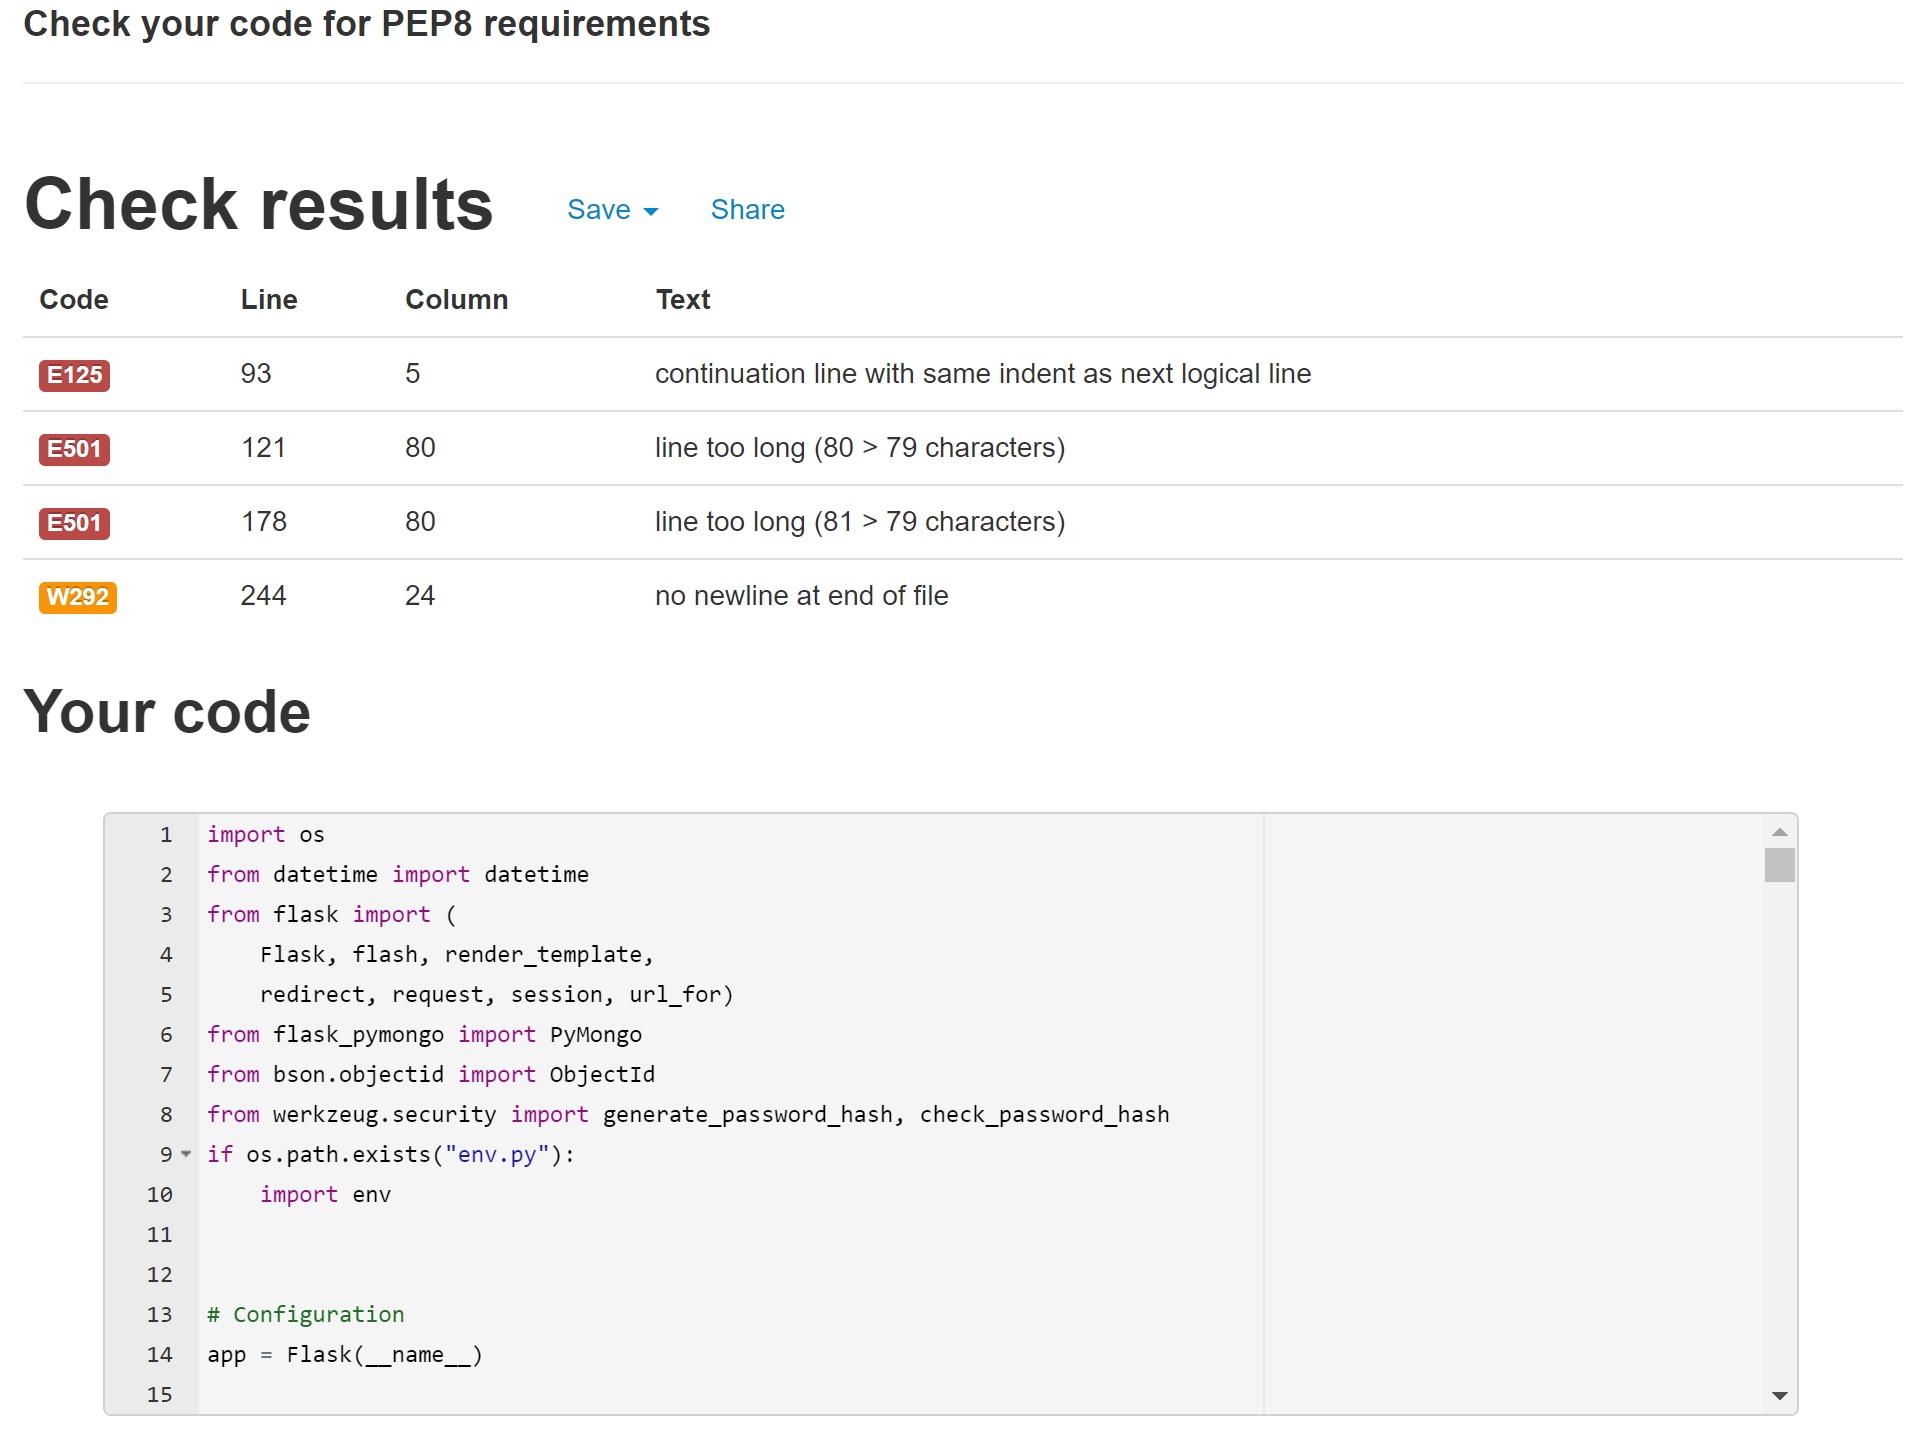 Check your code for PEP8 requirements
Check results Save Share
Code Line Column Text
E125 93 5 continuation line with same indent as next logical line
E501 121 80 line too long (80 > 79 characters)
E501 178 80 line too long (81 > 79 characters)
W292 244 24 no newline at end of file
Your code
1 import os
2 from datetime import datetime
3 from flask import (
4     Flask, flash, render_template,
5     redirect, request, session, url_for)
6 from flask_pymongo import PyMongo
7 from bson.objectid import ObjectId
8 from werkzeug.security import generate_password_hash, check_password_hash
9 if os.path.exists("env.py"):
10     import env
11
12
13 # Configuration
14 app = Flask(__name__)
15